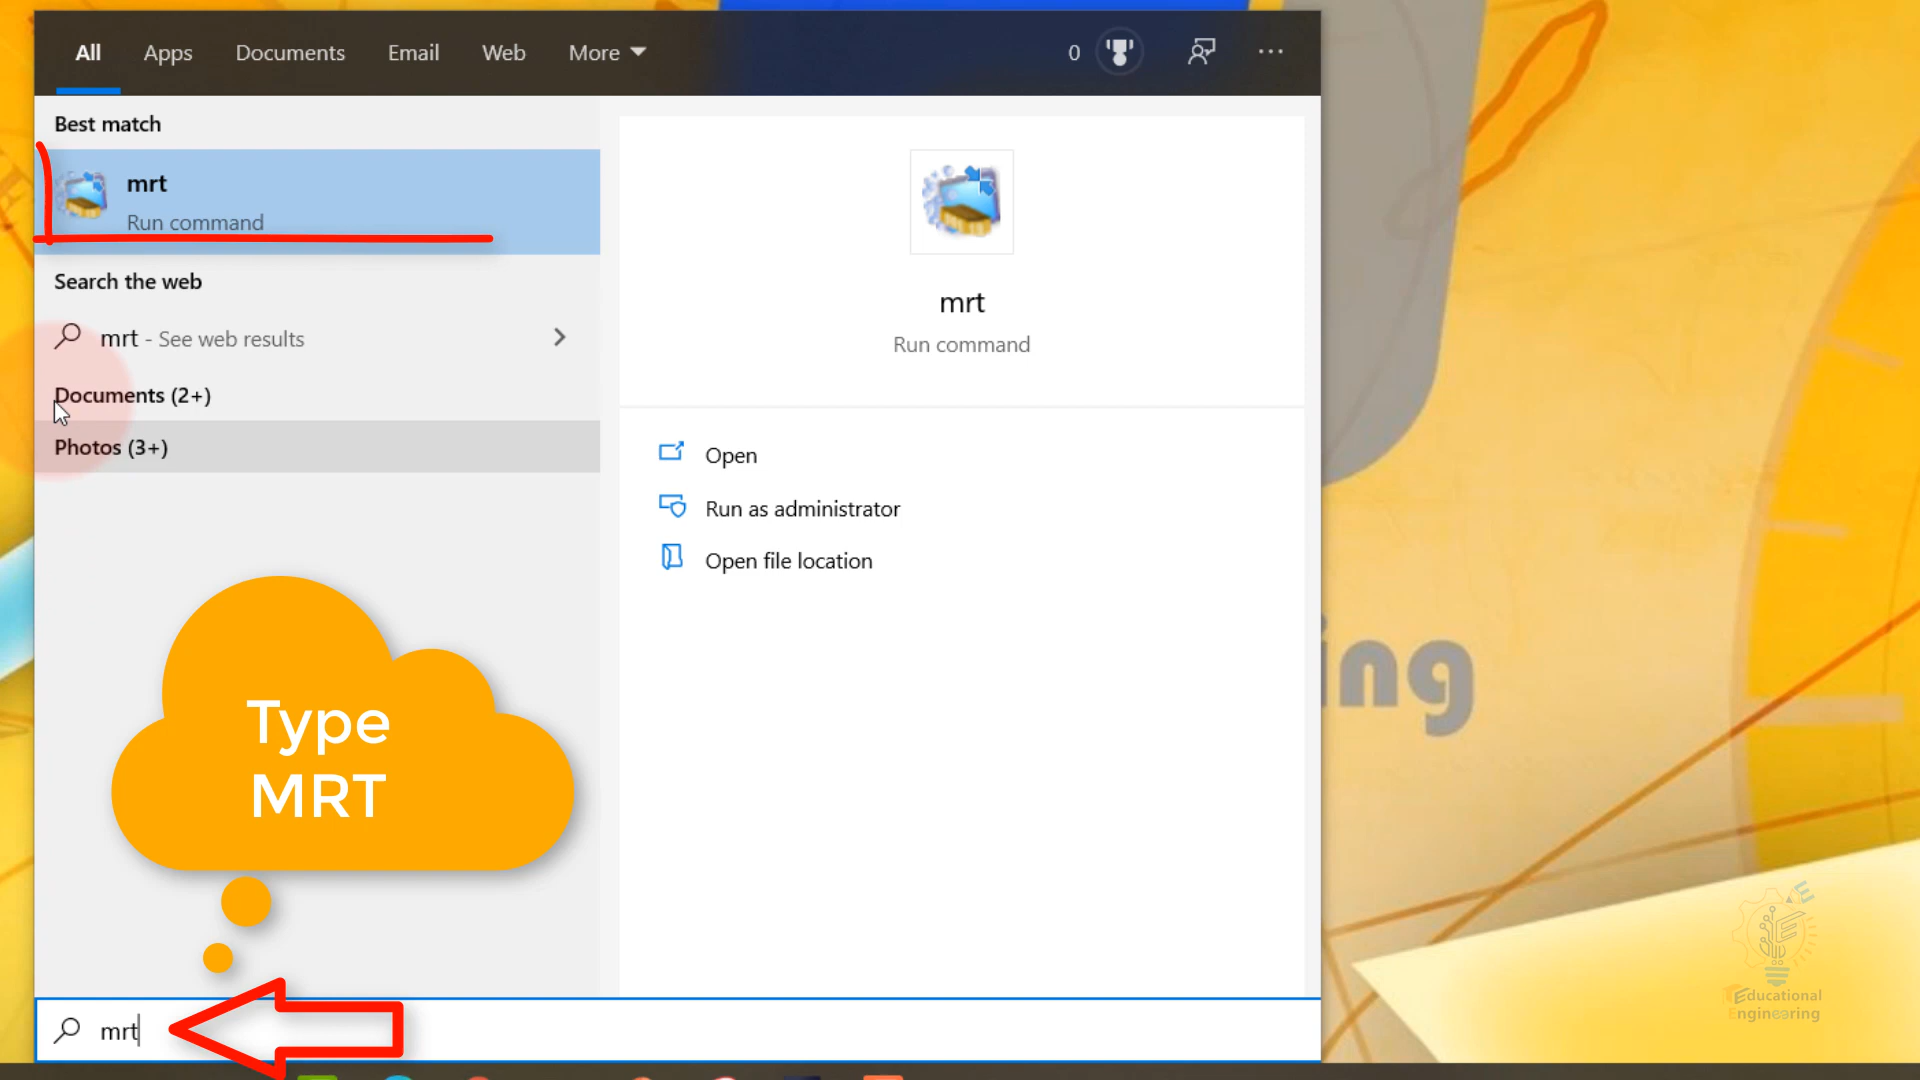 All Apps Documents Email Web More 0
Best match
mrt
Run command
Search the web
mrt - See web results
Documents (2+)
Photos (3+)
mrt
Run command
Open
Run as administrator
Open file location
ing
Type
MRT
Educational
Engineering
mrt